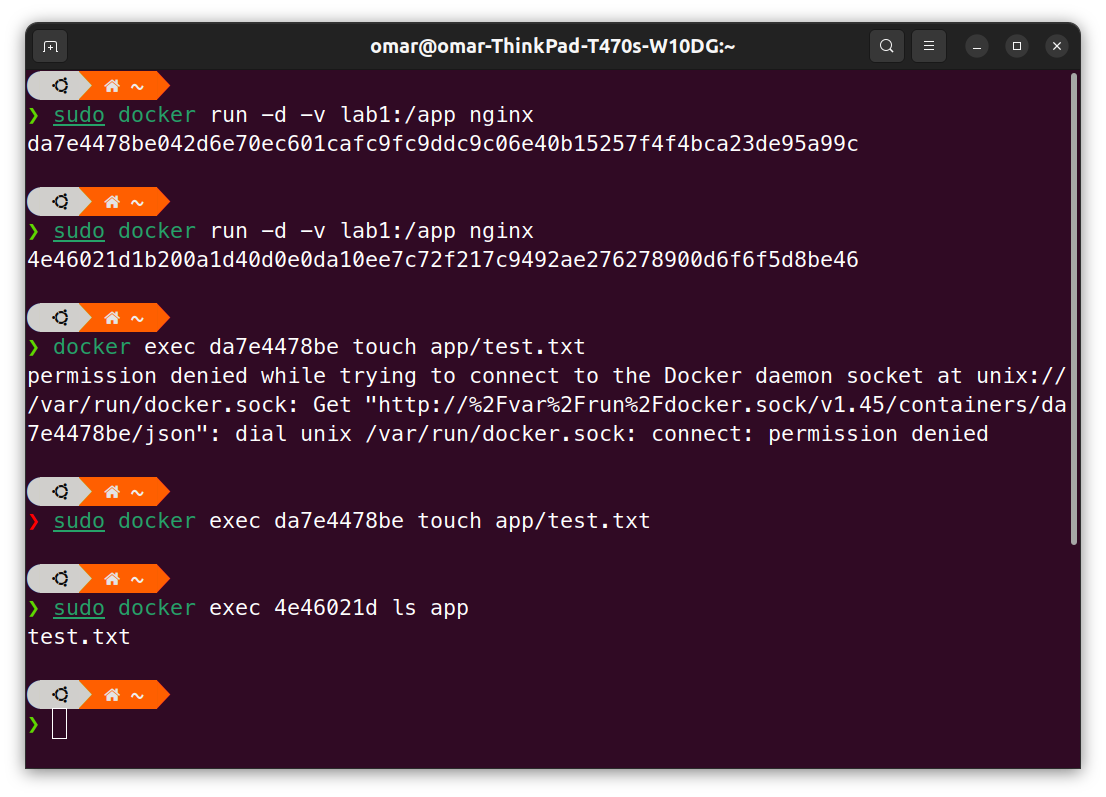 omar@omar-ThinkPad-T470s-W10DG:~
~
❯ sudo docker run -d -v lab1:/app nginx
da7e4478be042d6e70ec601cafc9fc9ddc9c06e40b15257f4f4bca23de95a99c
~
❯ sudo docker run -d -v lab1:/app nginx
4e46021d1b200a1d40d0e0da10ee7c72f217c9492ae276278900d6f6f5d8be46
~
❯ docker exec da7e4478be touch app/test.txt
permission denied while trying to connect to the Docker daemon socket at unix://
/var/run/docker.sock: Get "http://%2Fvar%2Frun%2Fdocker.sock/v1.45/containers/da
7e4478be/json": dial unix /var/run/docker.sock: connect: permission denied
~
❯ sudo docker exec da7e4478be touch app/test.txt
~
❯ sudo docker exec 4e46021d ls app
test.txt
~
❯